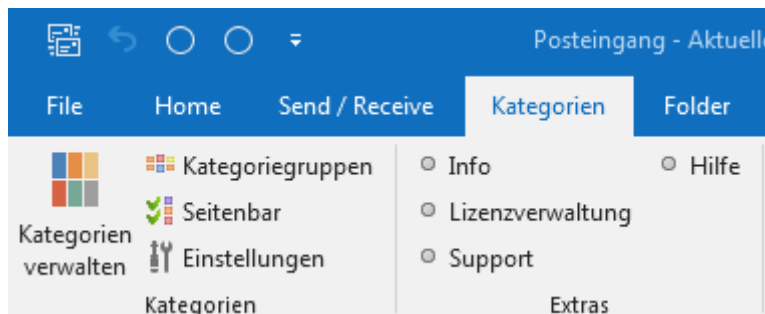 Posteingang - Aktuell
File Home Send / Receive Kategorien Folder
Kategorien verwalten
Kategoriegruppen
Seitenbar
Einstellungen
Kategorien
Info
Lizenzverwaltung
Support
Hilfe
Extras